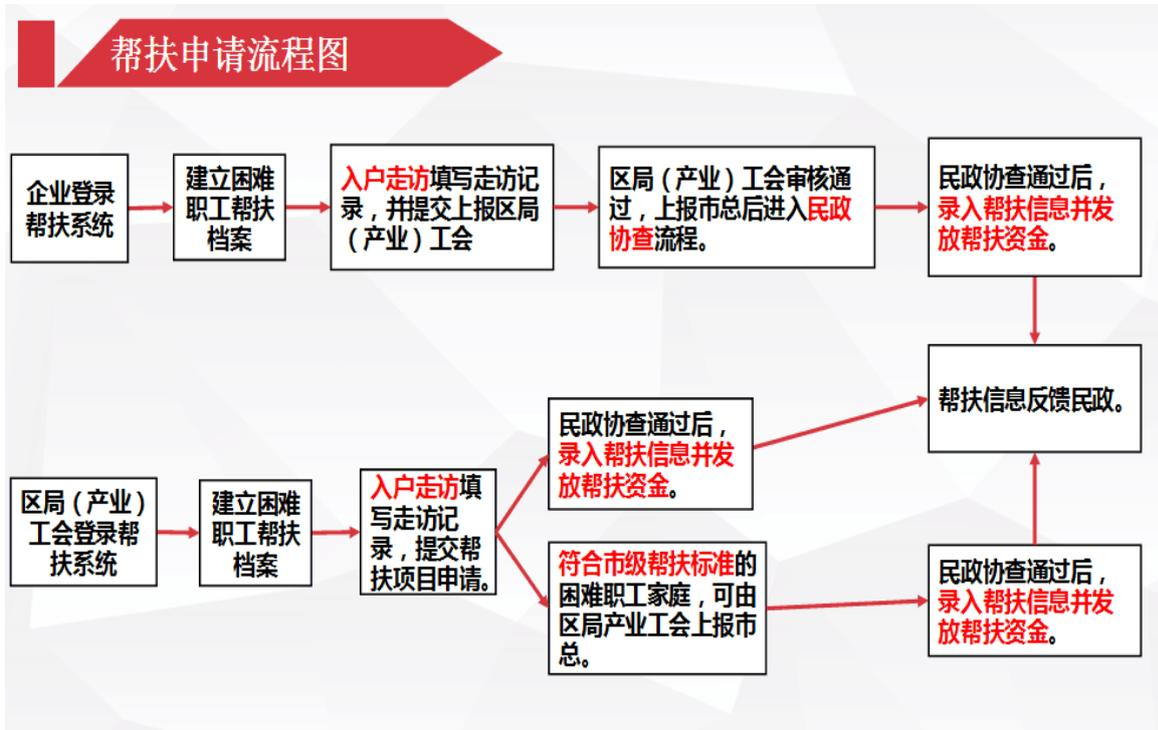 帮扶申请流程图
企业登录
帮扶系统
建立困难
职工帮扶
档案
入户走访填写走访记
录，并提交上报区局
（产业）工会
区局（产业）工会审核通
过，上报市总后进入民政
协查流程。
民政协查通过后，
录入帮扶信息并发
放帮扶资金。
帮扶信息反馈民政。
区局（产业）
工会登录帮
扶系统
建立困难
职工帮扶
档案
入户走访填
写走访记
录，提交帮
扶项目申请。
民政协查通过后，
录入帮扶信息并发
放帮扶资金。
符合市级帮扶标准的
困难职工家庭，可由
区局产业工会上报市
总。
民政协查通过后，
录入帮扶信息并发
放帮扶资金。